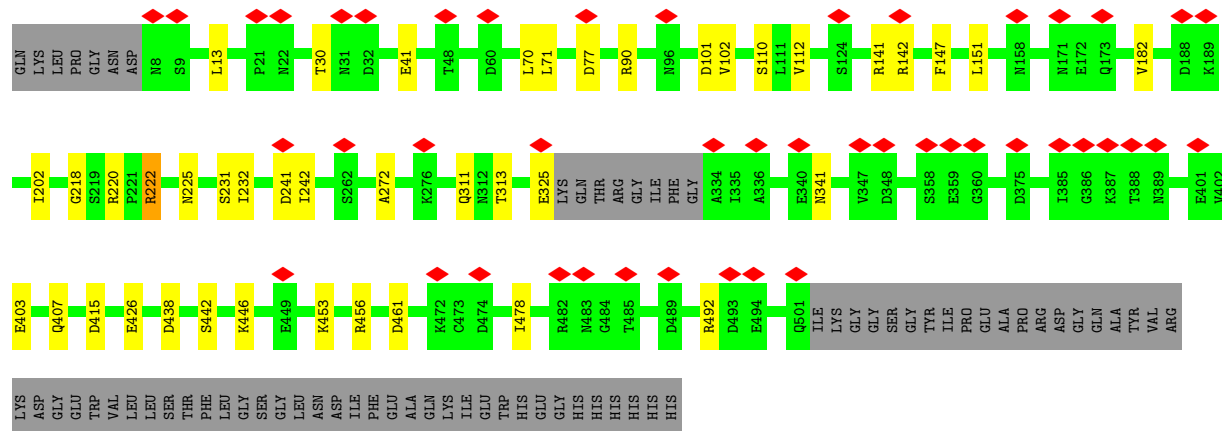 GLN LYS LEU PRO GLY ASN ASP N8 S9 L13 P21 N22 T30 N31 D32 E41 T48 D60 L70 L71 D77 R90 N96 D101 V102 S110 L111 V112 S124 R141 R142 F147 L151 N158 N171 E172 Q173 V182 D188 K189
I202 G218 S219 R220 P221 R222 N225 S231 I232 D241 I242 S262 A272 K276 Q311 N312 T313 E325 LYS GLN THR ARG GLY ILE PHE GLY A334 I335 A336 E340 N341 V347 D348 S358 E359 G360 D375 I385 G386 K387 T388 N389 E401 V402
E403 Q407 D415 E426 D438 S442 K446 E449 K453 R456 D461 K472 C473 D474 I478 R482 N483 G484 T485 D489 R492 D493 E494 Q501 ILE LYS GLY GLY SER GLY TYR ILE PRO GLU ALA PRO ARG ASP GLY GLN ALA TYR VAL ARG
LYS ASP GLY GLU TRP VAL LEU LEU SER THR PHE LEU GLY SER GLY LEU ASN ASP ILE PHE GLU ALA GLN LYS ILE GLU TRP HIS GLU GLY HIS HIS HIS HIS HIS HIS